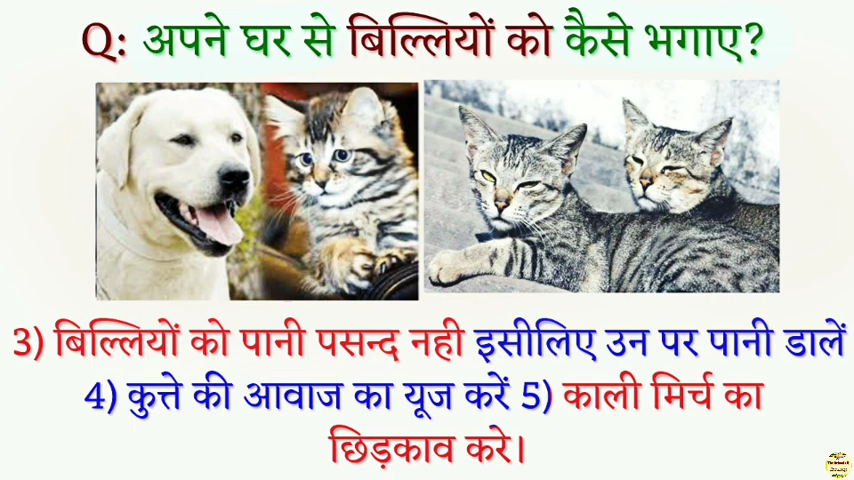 Q: अपने घर से बिल्लियों को कैसे भगाए?
3) बिल्लियों को पानी पसन्द नही इसीलिए उन पर पानी डालें
4) कुत्ते की आवाज का यूज करें 5) काली मिर्च का
छिड़काव करे।